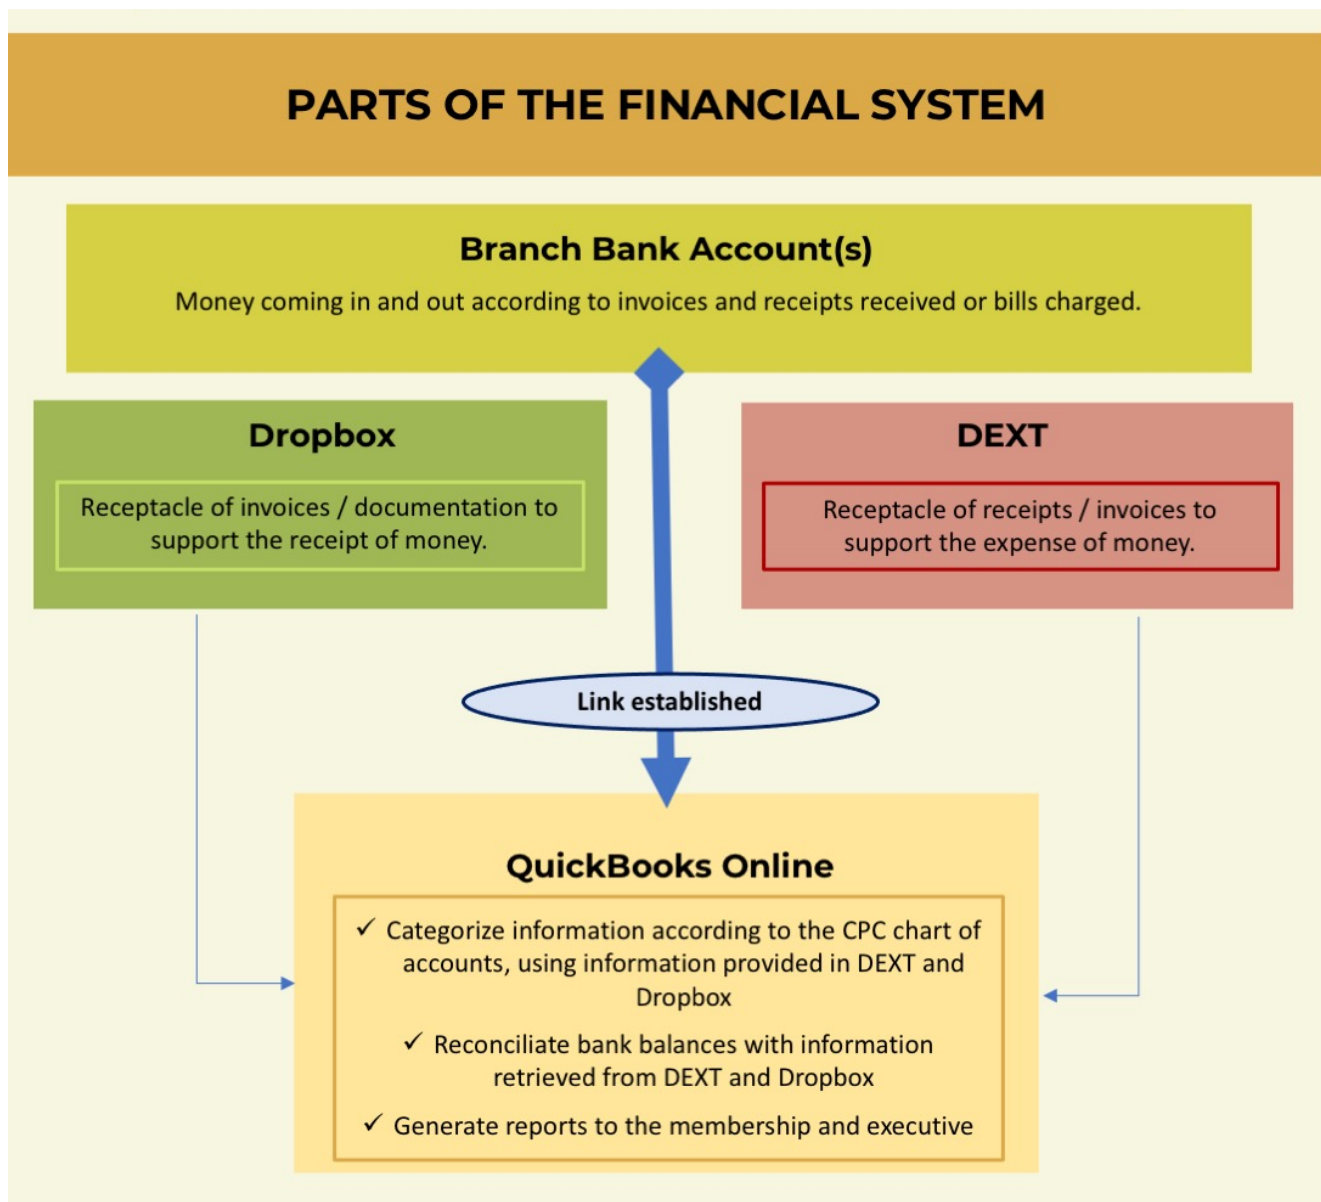 PARTS OF THE FINANCIAL SYSTEM
Branch Bank Account(s)
Money coming in and out according to invoices and receipts received or bills charged.
Dropbox
Receptacle of invoices / documentation to
support the receipt of money.
DEXT
Receptacle of receipts / invoices to
support the expense of money.
Link established
QuickBooks Online
✓ Categorize information according to the CPC chart of
accounts, using information provided in DEXT and
Dropbox
✓ Reconciliate bank balances with information
retrieved from DEXT and Dropbox
✓ Generate reports to the membership and executive